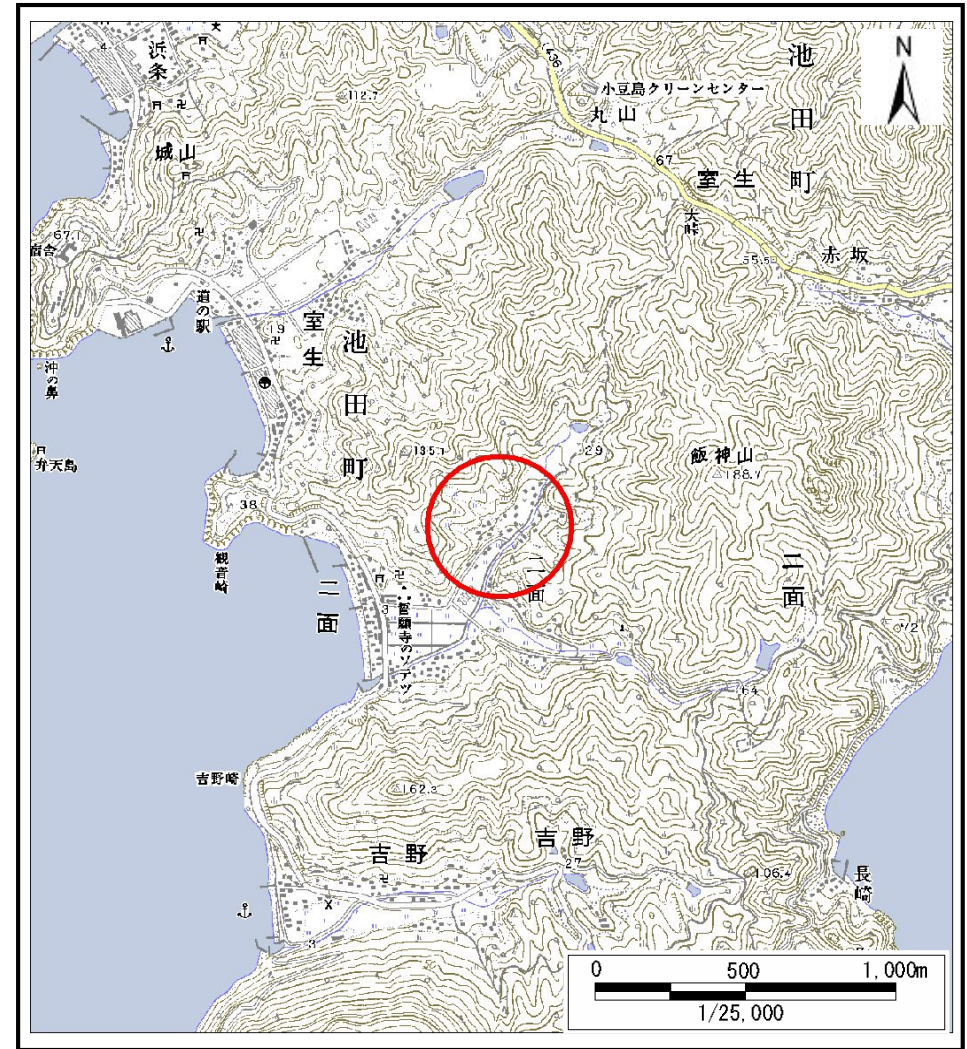 浜条
4
436
池田町
N
112.7
小豆島クリーンセンター
丸山
城山
67
室生
大峠
67.1
宿舎
55.5
赤坂
道の駅
19
室生
池田町
沖の鼻
弁天島
135.1
29
飯神山
188.7
38
観音崎
二面
3
誓願寺のソテツ
二面
二面
72
64
吉野崎
162.3
吉野
吉野
27
106.4
長崎
3
0 500 1,000m
1/25,000